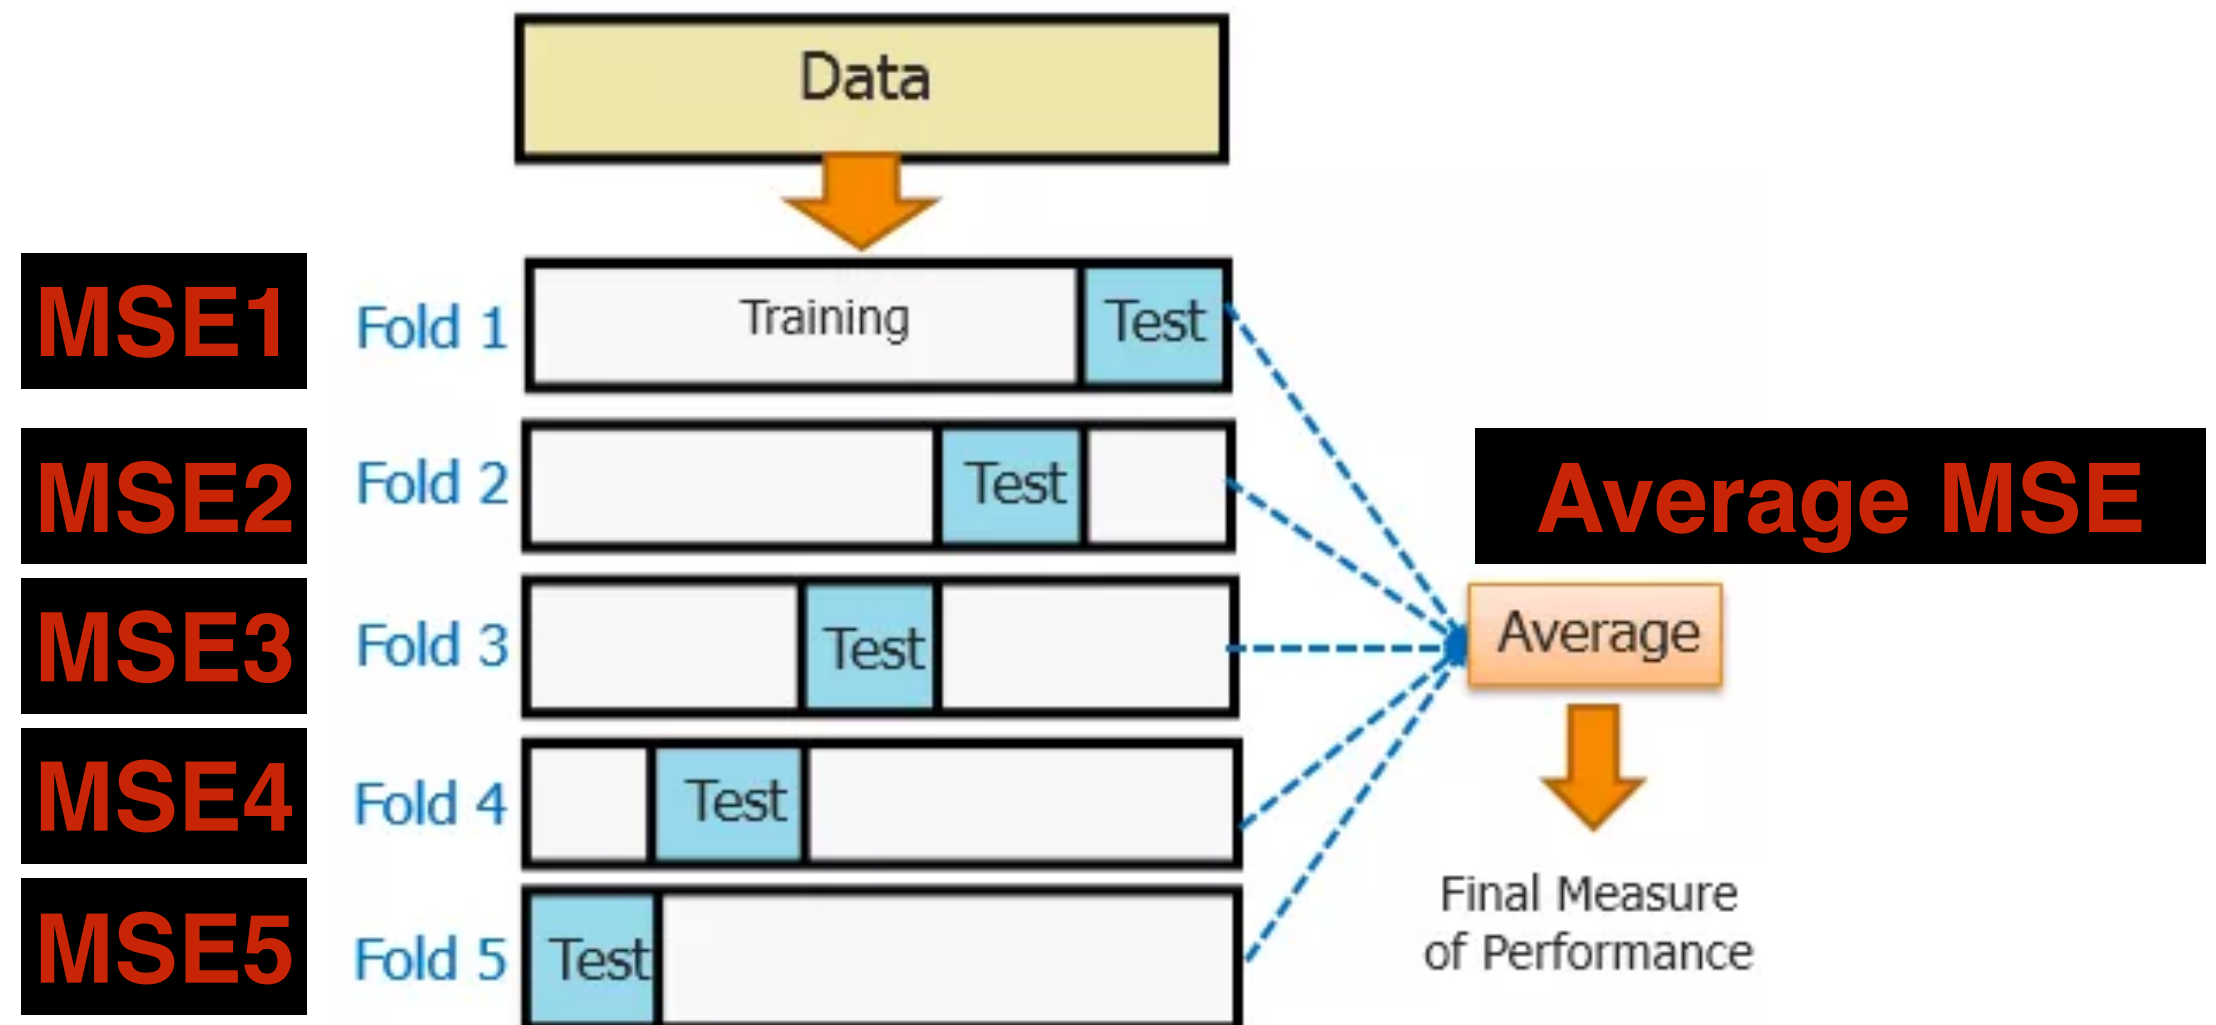 Data
MSE1 Fold 1 Training Test
MSE2 Fold 2 Test Average MSE
MSE3 Fold 3 Test Average
MSE4 Fold 4 Test
Final Measure
of Performance
MSE5 Fold 5 Test